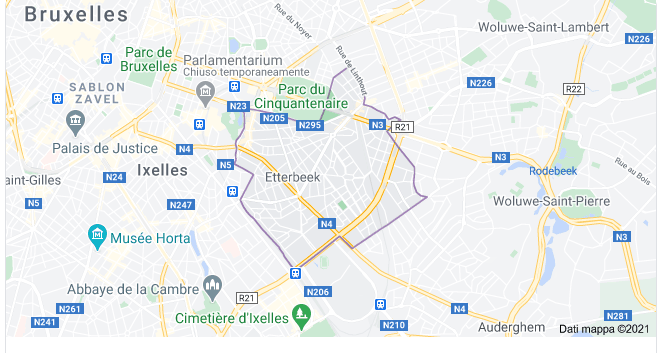 Bruxelles
Rue du Noyer
Woluwe-Saint-Lambert
N226
Parc de
Bruxelles
Parlamentarium
Chiuso temporaneamente
Rue de Linthout
N226
R22
SABLON
ZAVEL
Parc du
Cinquantenaire
N23
N205
N295
N3
R21
Palais de Justice
N4
N24
Ixelles
N5
N3
Rodebeek
Rue au Bois
aint-Gilles
Etterbeek
N5
N247
Woluwe-Saint-Pierre
N4
Musée Horta
N3
Abbaye de la Cambre
R21
N206
N261
N4
N241
Cimetière d'Ixelles
N210
Auderghem
N281
Dati mappa ©2021